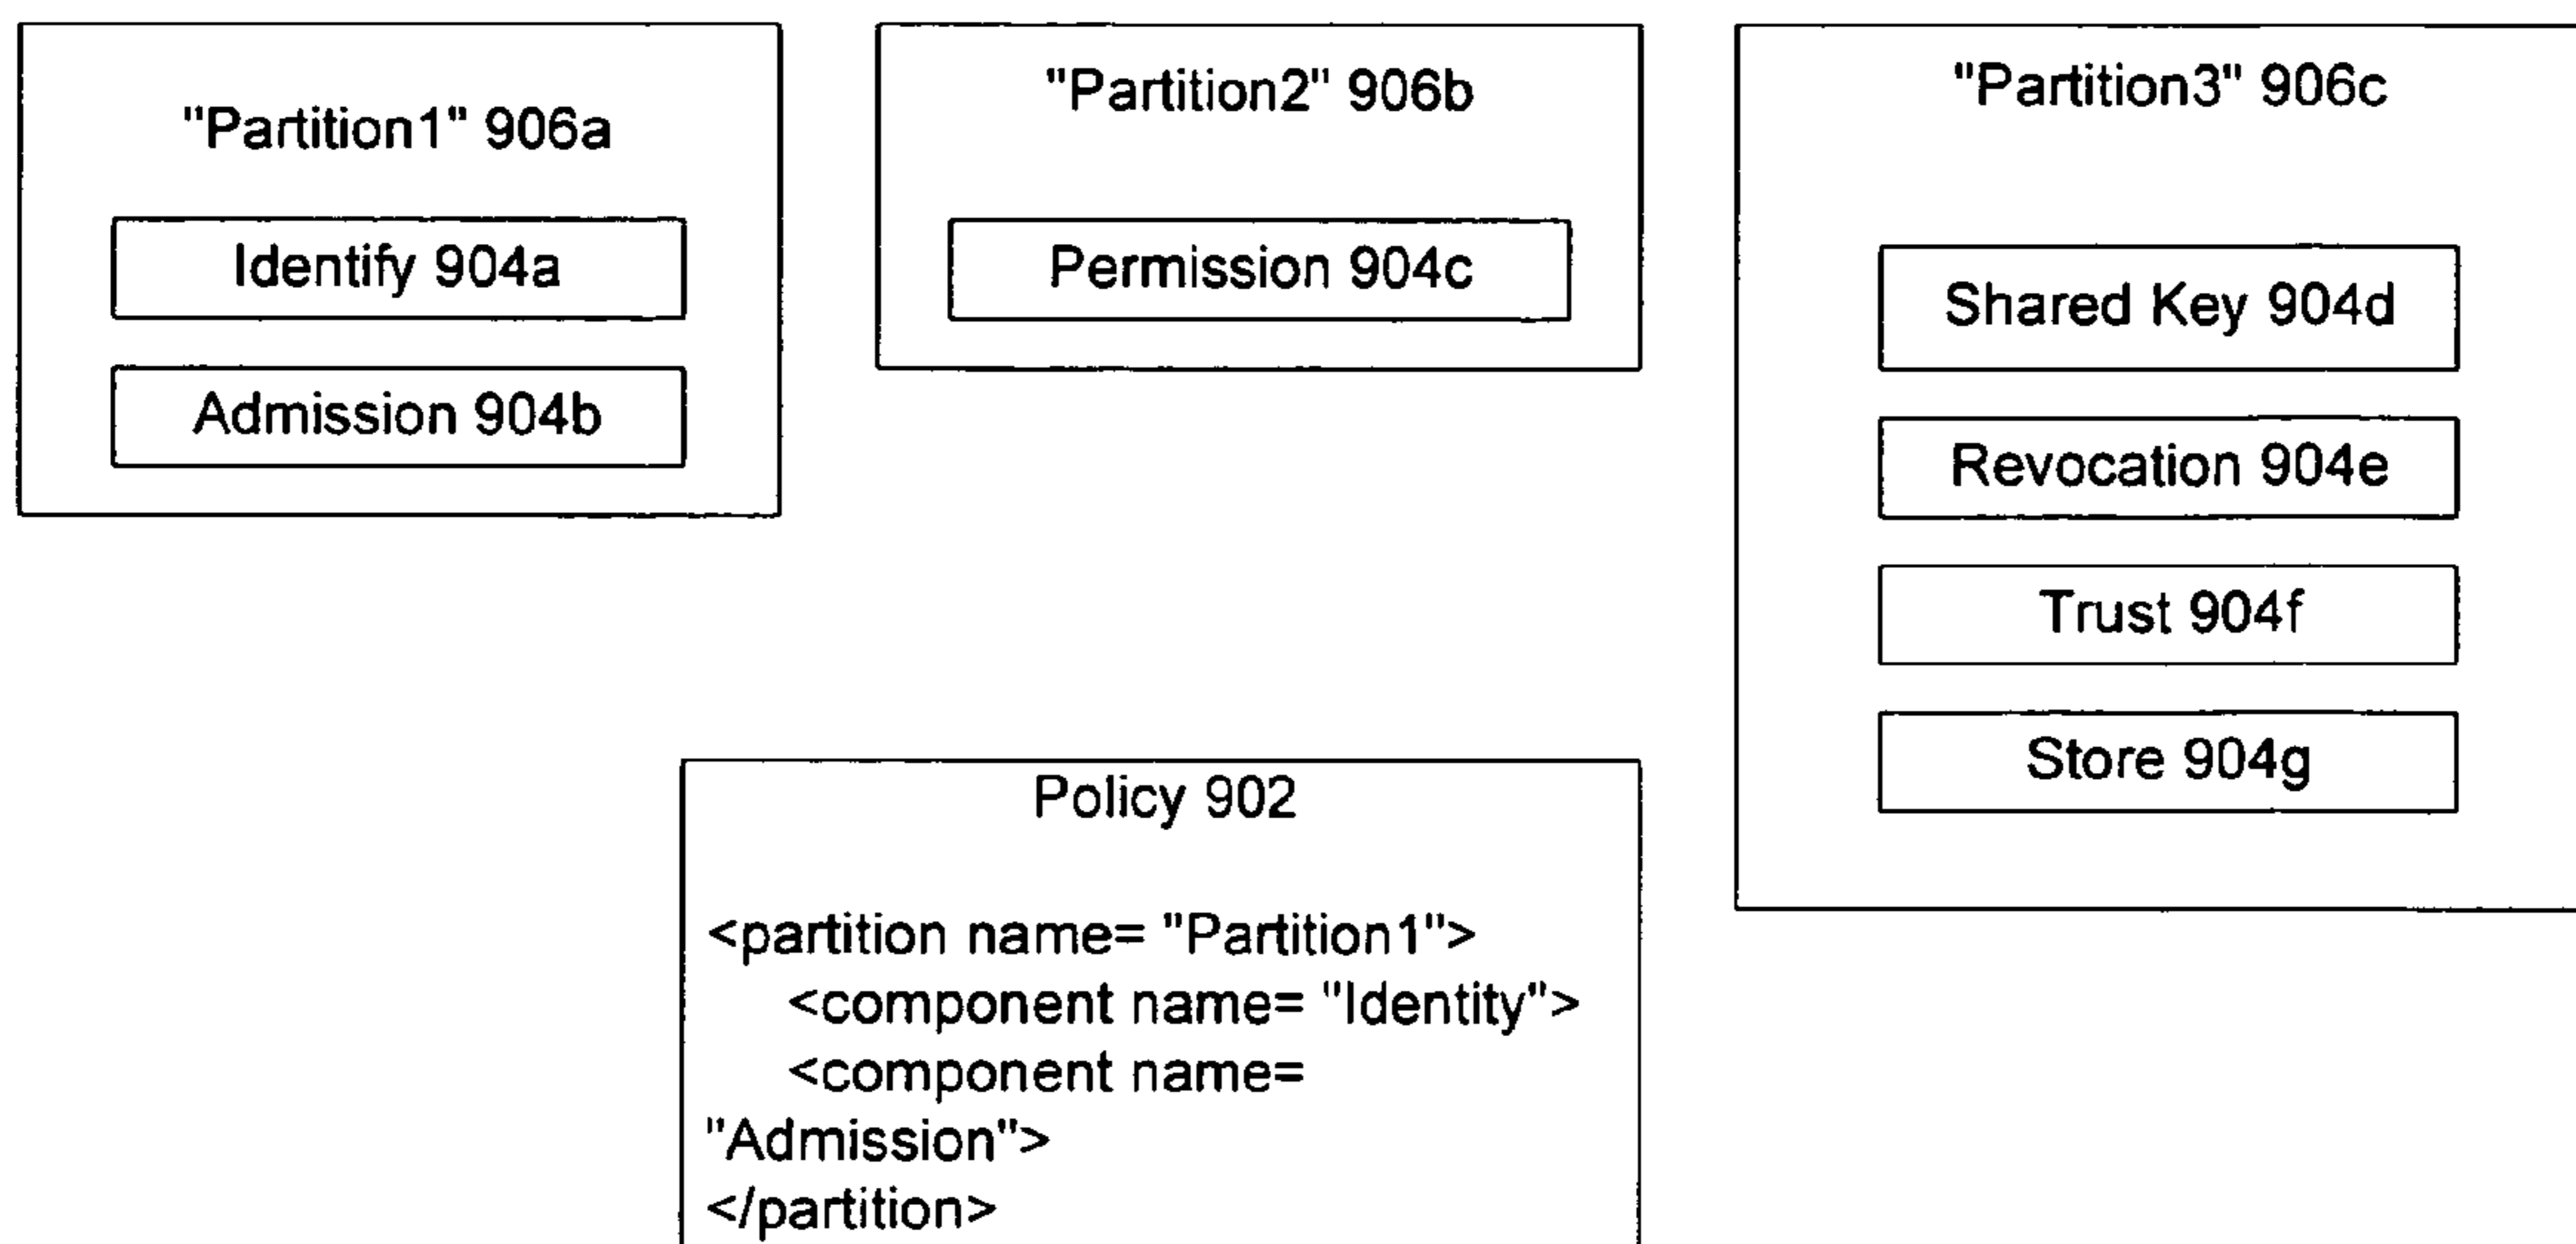 "Partition1" 906a
Identify 904a
Admission 904b
"Partition2" 906b
Permission 904c
"Partition3" 906c
Shared Key 904d
Revocation 904e
Trust 904f
Store 904g
Policy 902
<partition name= "Partition1">
<component name= "Identity">
<component name=
"Admission">
</partition>